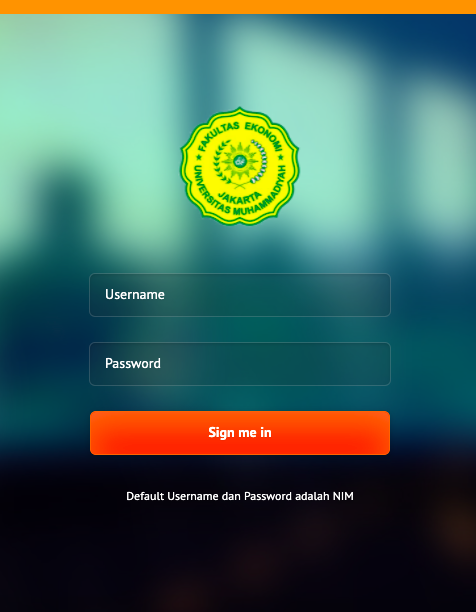 FAKULTAS EKONOMI
UNIVERSITAS MUHAMMADIYAH
JAKARTA
Username
Password
Sign me in
Default Username dan Password adalah NIM